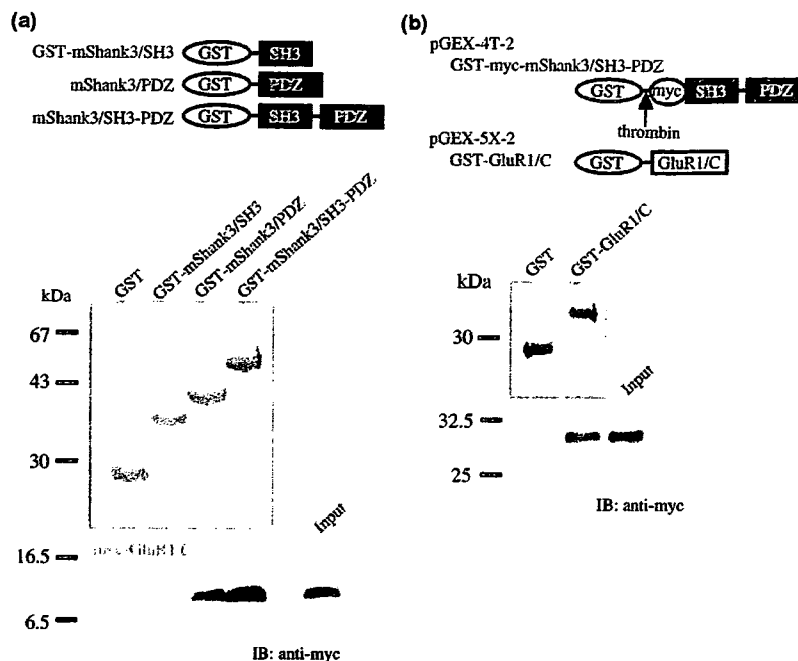 (a)
GST-mShank3/SH3 GST SH3
mShank3/PDZ GST PDZ
mShank3/SH3-PDZ GST SH3 PDZ
kDa
GST
GST-mShank3/SH3
GST-mShank3/PDZ
GST-mShank3/SH3-PDZ
67
43
30
Input
16.5
myc-GluR1/C
6.5
IB: anti-myc
(b)
pGEX-4T-2
GST-myc-mShank3/SH3-PDZ
GST myc SH3 PDZ
thrombin
pGEX-5X-2
GST-GluR1/C GST GluR1/C
kDa
GST
GST-GluR1/C
30
Input
32.5
25
IB: anti-myc